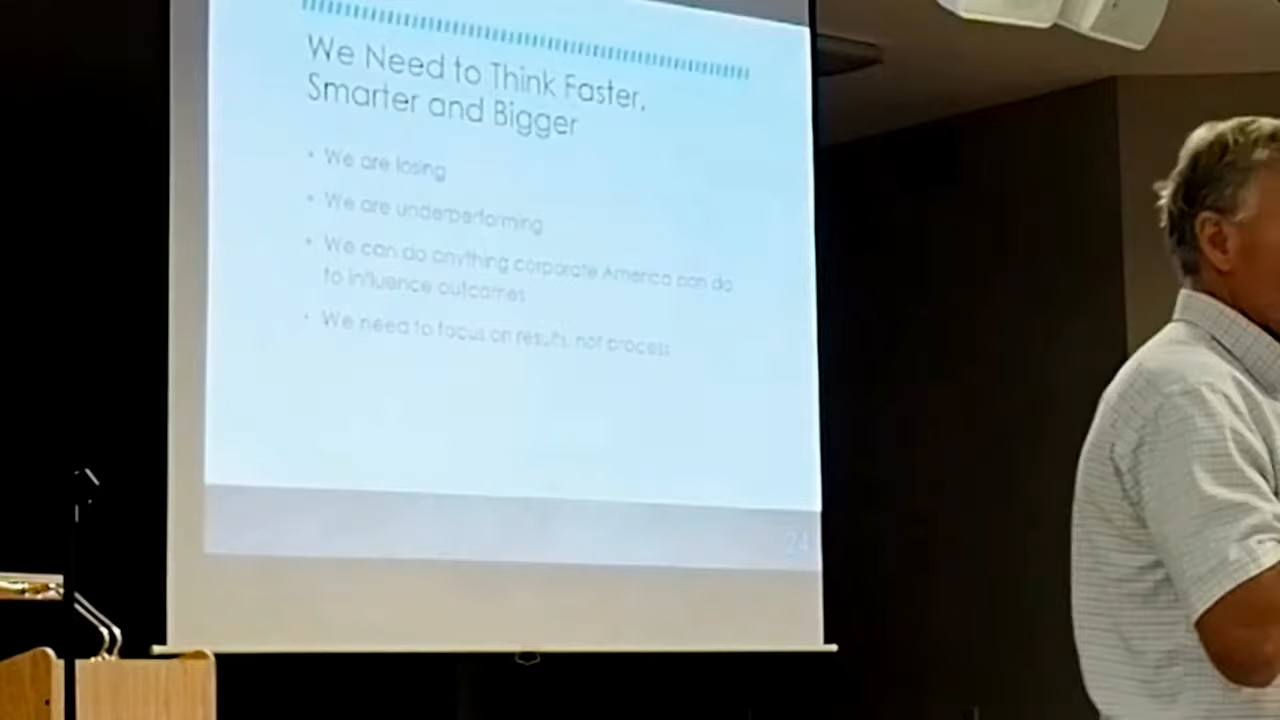 We Need to Think Faster,
Smarter and Bigger
• We are losing
• We are underperforming
• We can do anything corporate America can do
to influence outcomes
• We need to focus on results, not process
24